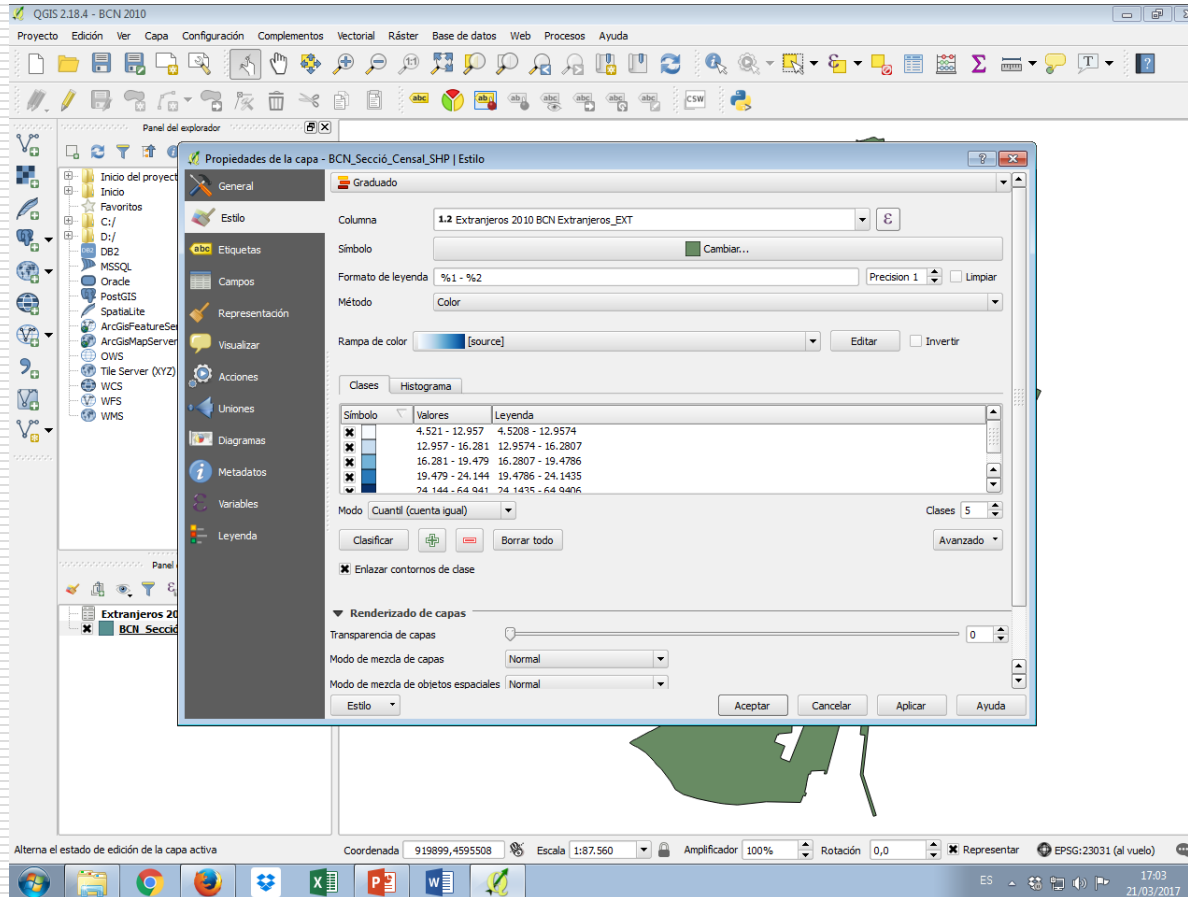 QGIS 2.18.4 - BCN 2010
Proyecto Edición Ver Capa Configuración Complementos Vectorial Ráster Base de datos Web Procesos Ayuda
Panel del explorador
Inicio del proyect
Inicio
Favoritos
C:/
D:/
DB2
MSSQL
Oracle
PostGIS
SpatiaLite
ArcGisFeatureSer
ArcGisMapServer
OWS
Tile Server (XYZ)
WCS
WFS
WMS
Panel
Extranjeros 20
BCN_Secció
Propiedades de la capa - BCN_Secció_Censal_SHP | Estilo
General
Estilo
Etiquetas
Campos
Representación
Visualizar
Acciones
Uniones
Diagramas
Metadatos
Variables
Leyenda
Graduado
Columna 1.2 Extranjeros 2010 BCN Extranjeros_EXT ε
Símbolo Cambiar...
Formato de leyenda %1 - %2 Precision 1 Limpiar
Método Color
Rampa de color [source] Editar Invertir
Clases Histograma
Símbolo Valores Leyenda
4.521 - 12.957 4.5208 - 12.9574
12.957 - 16.281 12.9574 - 16.2807
16.281 - 19.479 16.2807 - 19.4786
19.479 - 24.144 19.4786 - 24.1435
24.144 - 64.941 24.1435 - 64.9406
Modo Cuantil (cuenta igual) Clases 5
Clasificar Borrar todo Avanzado
Enlazar contornos de clase
Renderizado de capas
Transparencia de capas 0
Modo de mezcla de capas Normal
Modo de mezcla de objetos espaciales Normal
Estilo Aceptar Cancelar Aplicar Ayuda
Alterna el estado de edición de la capa activa Coordenada 919899,4595508 Escala 1:87.560 Amplificador 100% Rotación 0,0 Representar EPSG:23031 (al vuelo)
ES 17:03
21/03/2017